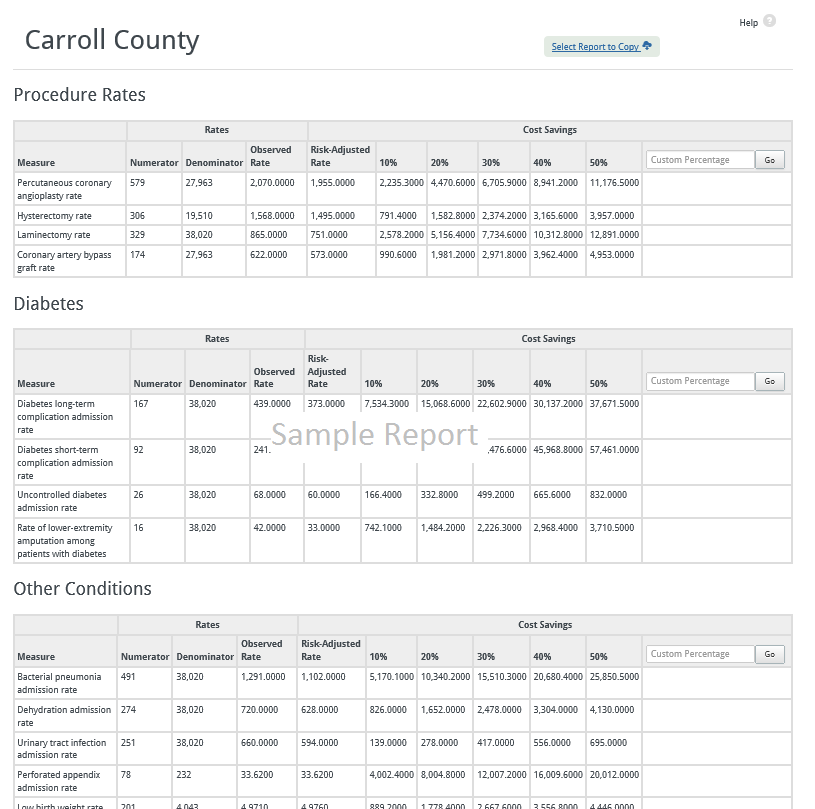 Help ?
Carroll County
Select Report to Copy
Procedure Rates
Rates Cost Savings
Measure Numerator Denominator Observed Rate Risk-Adjusted Rate 10% 20% 30% 40% 50% Custom Percentage Go
Percutaneous coronary angioplasty rate 579 27,963 2,070.0000 1,955.0000 2,235.3000 4,470.6000 6,705.9000 8,941.2000 11,176.5000
Hysterectomy rate 306 19,510 1,568.0000 1,495.0000 791.4000 1,582.8000 2,374.2000 3,165.6000 3,957.0000
Laminectomy rate 329 38,020 865.0000 751.0000 2,578.2000 5,156.4000 7,734.6000 10,312.8000 12,891.0000
Coronary artery bypass graft rate 174 27,963 622.0000 573.0000 990.6000 1,981.2000 2,971.8000 3,962.4000 4,953.0000
Diabetes
Rates Cost Savings
Measure Numerator Denominator Observed Rate Risk-Adjusted Rate 10% 20% 30% 40% 50% Custom Percentage Go
Diabetes long-term complication admission rate 167 38,020 439.0000 373.0000 7,534.3000 15,068.6000 22,602.9000 30,137.2000 37,671.5000
Sample Report
Diabetes short-term complication admission rate 92 38,020 241. ,476.6000 45,968.8000 57,461.0000
Uncontrolled diabetes admission rate 26 38,020 68.0000 60.0000 166.4000 332.8000 499.2000 665.6000 832.0000
Rate of lower-extremity amputation among patients with diabetes 16 38,020 42.0000 33.0000 742.1000 1,484.2000 2,226.3000 2,968.4000 3,710.5000
Other Conditions
Rates Cost Savings
Measure Numerator Denominator Observed Rate Risk-Adjusted Rate 10% 20% 30% 40% 50% Custom Percentage Go
Bacterial pneumonia admission rate 491 38,020 1,291.0000 1,102.0000 5,170.1000 10,340.2000 15,510.3000 20,680.4000 25,850.5000
Dehydration admission rate 274 38,020 720.0000 628.0000 826.0000 1,652.0000 2,478.0000 3,304.0000 4,130.0000
Urinary tract infection admission rate 251 38,020 660.0000 594.0000 139.0000 278.0000 417.0000 556.0000 695.0000
Perforated appendix admission rate 78 232 33.6200 33.6200 4,002.4000 8,004.8000 12,007.2000 16,009.6000 20,012.0000
Low birth weight rate 201 4,043 4.9710 4.9760 889.2000 1,778.4000 2,667.6000 3,556.8000 4,446.0000